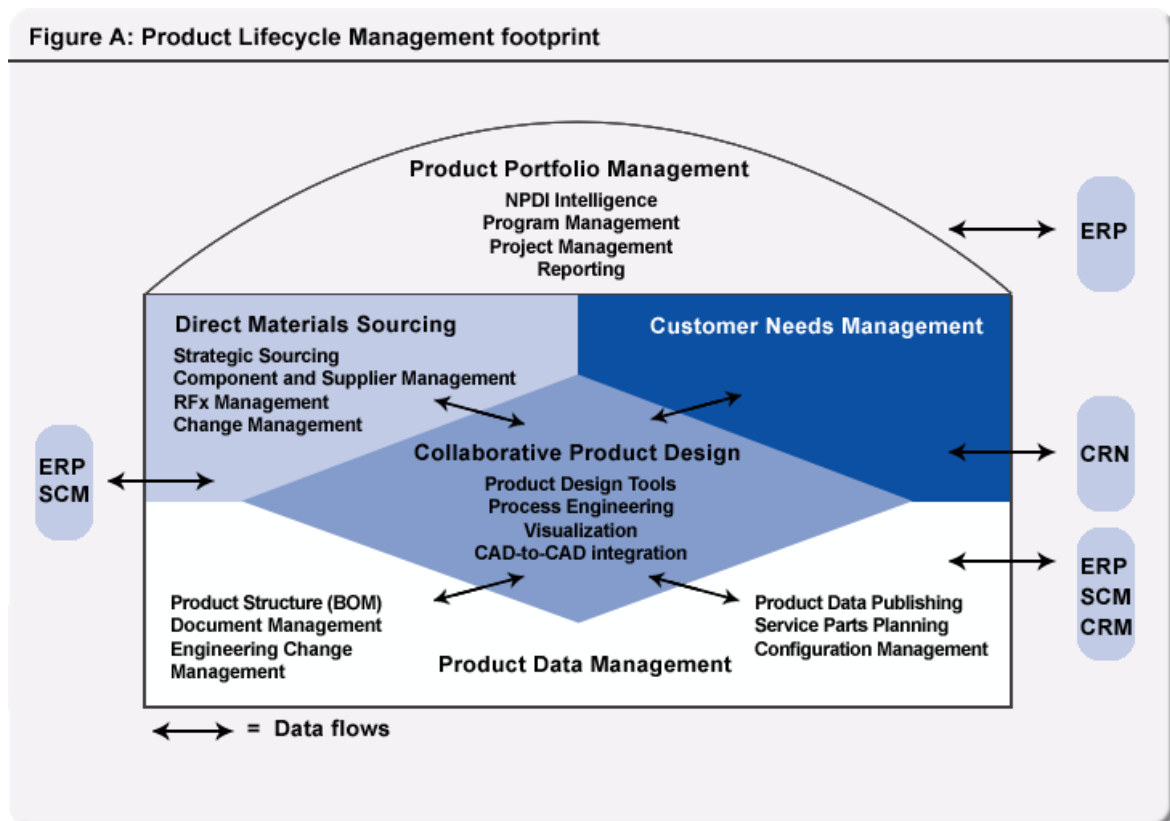 Figure A: Product Lifecycle Management footprint
Product Portfolio Management
NPDI Intelligence
Program Management
Project Management
Reporting
ERP
Direct Materials Sourcing
Strategic Sourcing
Component and Supplier Management
RFx Management
Change Management
Customer Needs Management
ERP
SCM
Collaborative Product Design
Product Design Tools
Process Engineering
Visualization
CAD-to-CAD integration
CRN
Product Structure (BOM)
Document Management
Engineering Change
Management
Product Data Management
Product Data Publishing
Service Parts Planning
Configuration Management
ERP
SCM
CRM
= Data flows